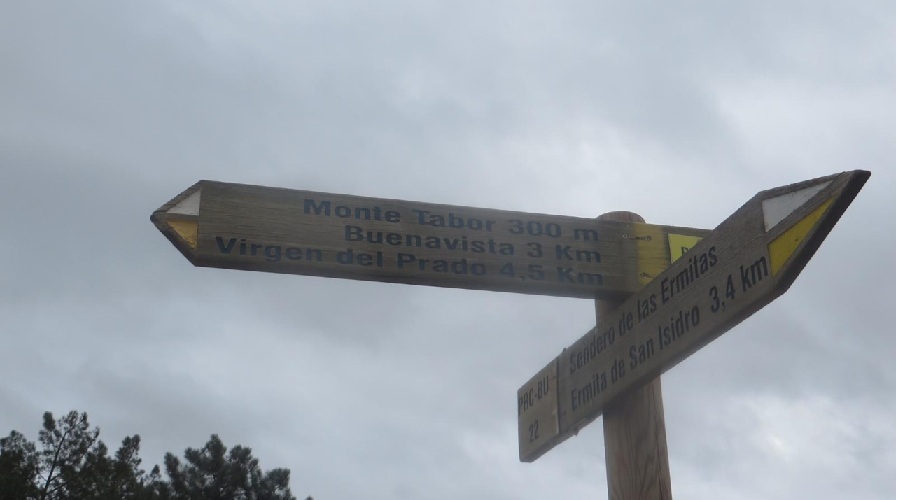 Monte Tabor 300 m
Buenavista 3 Km
Virgen del Prado 4,5 Km
Sendero de las Ermitas
Ermita de San Isidro 3,4 km
PRC-BU
22